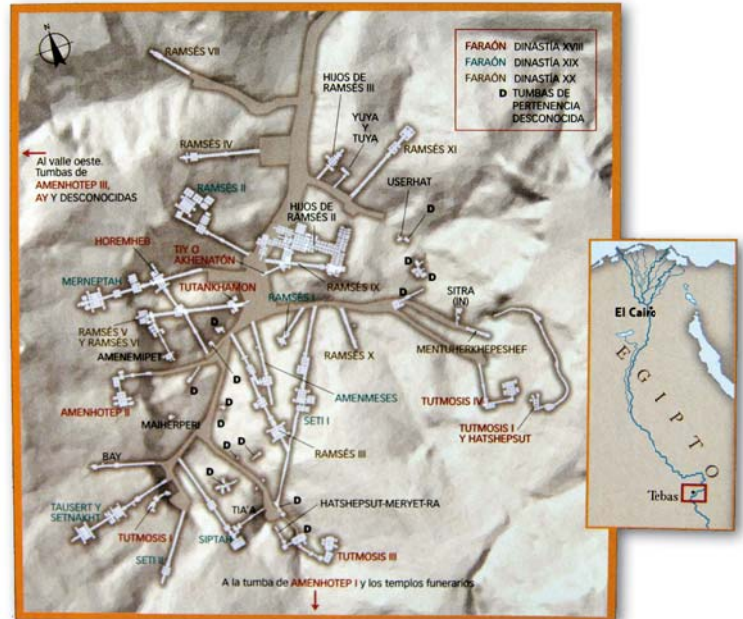 N
RAMSÉS VII
FARAÓN DINASTÍA XVIII
FARAÓN DINASTÍA XIX
FARAÓN DINASTÍA XX
D TUMBAS DE
PERTENENCIA
DESCONOCIDA
HIJOS DE
RAMSÉS III
YUYA
Y
TUYA
RAMSÉS IV
RAMSÉS XI
Al valle oeste.
Tumbas de
AMENHOTEP III,
AY Y DESCONOCIDAS
RAMSÉS II
USERHAT
D
HIJOS DE
RAMSÉS II
HOREMHEB
TIY O
AKHENATÓN
D
MERNEPTAH
TUTANKHAMON
RAMSÉS IX
D
SITRA
(IN)
RAMSÉS I
RAMSÉS V
Y RAMSÉS VI
D
AMENEMIPET
RAMSÉS X
MENTUHERKHEPESHEF
D
D
AMENHOTEP II
AMENMESES
TUTMOSIS IV
MAIHERPERI
D
SETI I
TUTMOSIS I
Y HATSHEPSUT
D
D
RAMSÉS III
BAY
D
TIA'A
D
HATSHEPSUT-MERYET-RA
TAUSERT Y
SETNAKHT
D
TUTMOSIS I
SIPTAH
SETI II
TUTMOSIS III
A la tumba de AMENHOTEP I y los templos funerarios
El Cairo
EGIPTO
Tebas